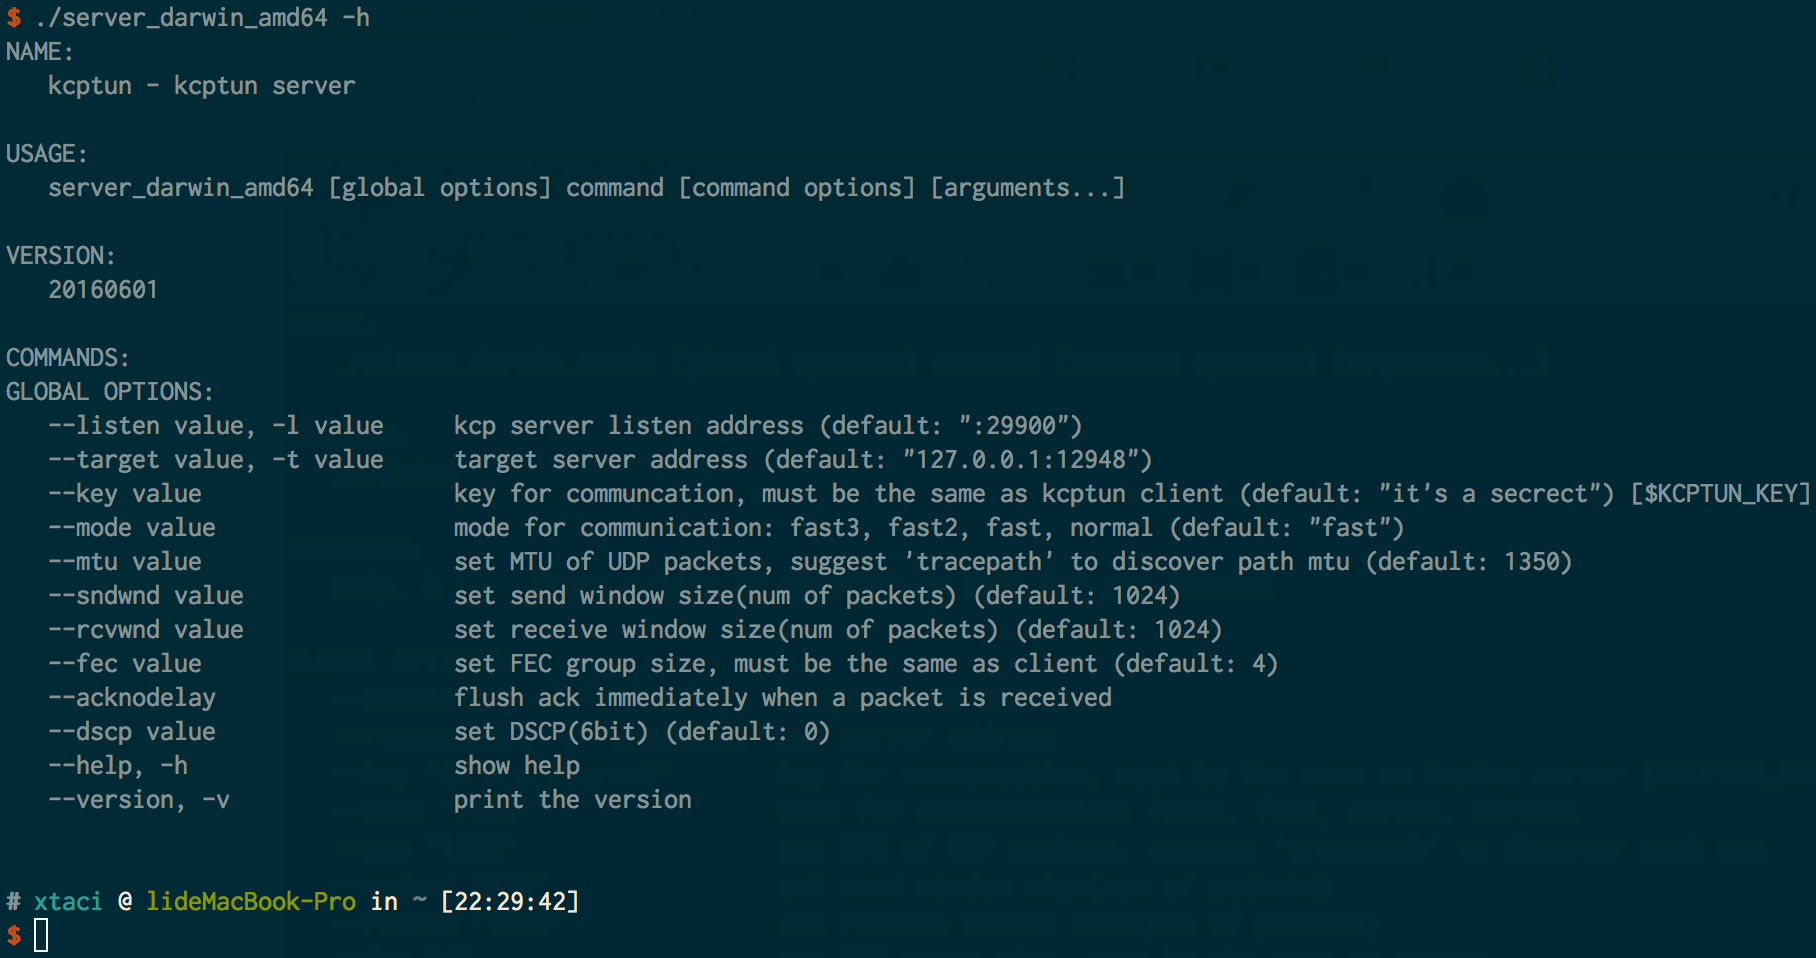 $ ./server_darwin_amd64 -h
NAME:
   kcptun - kcptun server

USAGE:
   server_darwin_amd64 [global options] command [command options] [arguments...]

VERSION:
   20160601

COMMANDS:
GLOBAL OPTIONS:
   --listen value, -l value     kcp server listen address (default: ":29900")
   --target value, -t value     target server address (default: "127.0.0.1:12948")
   --key value                  key for communcation, must be the same as kcptun client (default: "it's a secrect") [$KCPTUN_KEY]
   --mode value                 mode for communication: fast3, fast2, fast, normal (default: "fast")
   --mtu value                  set MTU of UDP packets, suggest 'tracepath' to discover path mtu (default: 1350)
   --sndwnd value               set send window size(num of packets) (default: 1024)
   --rcvwnd value               set receive window size(num of packets) (default: 1024)
   --fec value                  set FEC group size, must be the same as client (default: 4)
   --acknodelay                 flush ack immediately when a packet is received
   --dscp value                 set DSCP(6bit) (default: 0)
   --help, -h                   show help
   --version, -v                print the version

# xtaci @ lideMacBook-Pro in ~ [22:29:42]
$